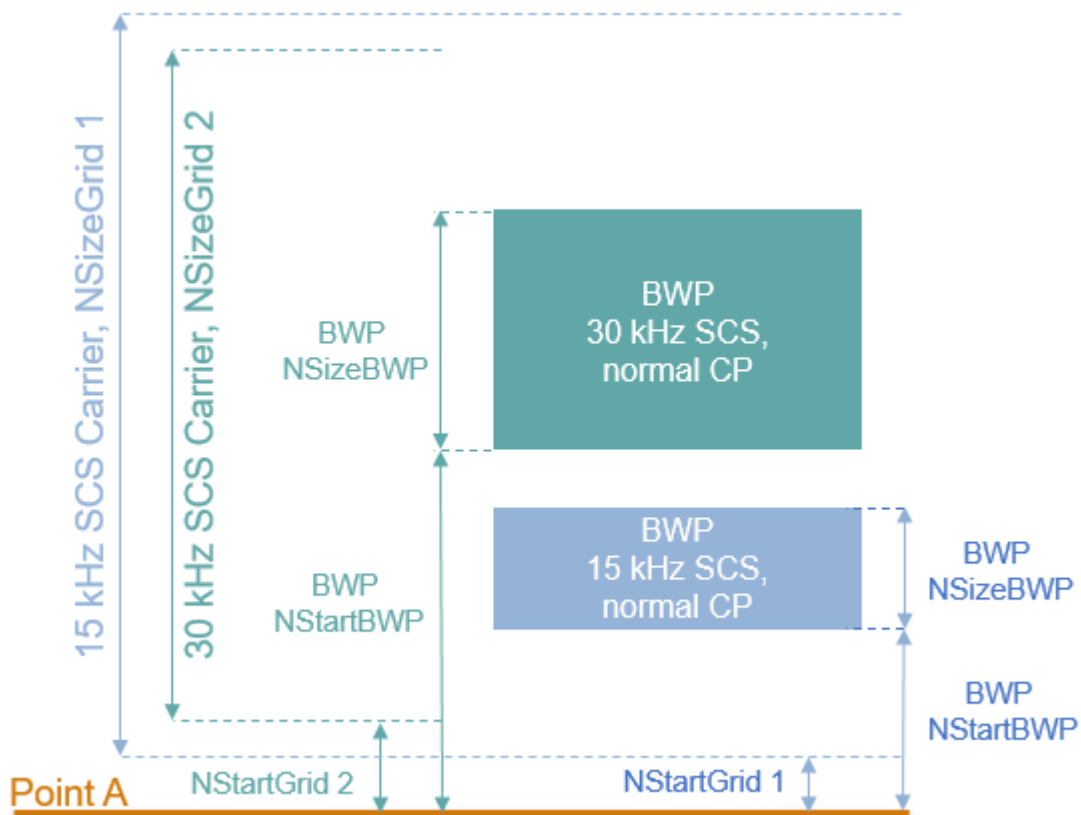 15 kHz SCS Carrier, NSizeGrid 1
30 kHz SCS Carrier, NSizeGrid 2
BWP
NSizeBWP
BWP
30 kHz SCS,
normal CP
BWP
NStartBWP
BWP
15 kHz SCS,
normal CP
BWP
NSizeBWP
BWP
NStartBWP
NStartGrid 2
NStartGrid 1
Point A